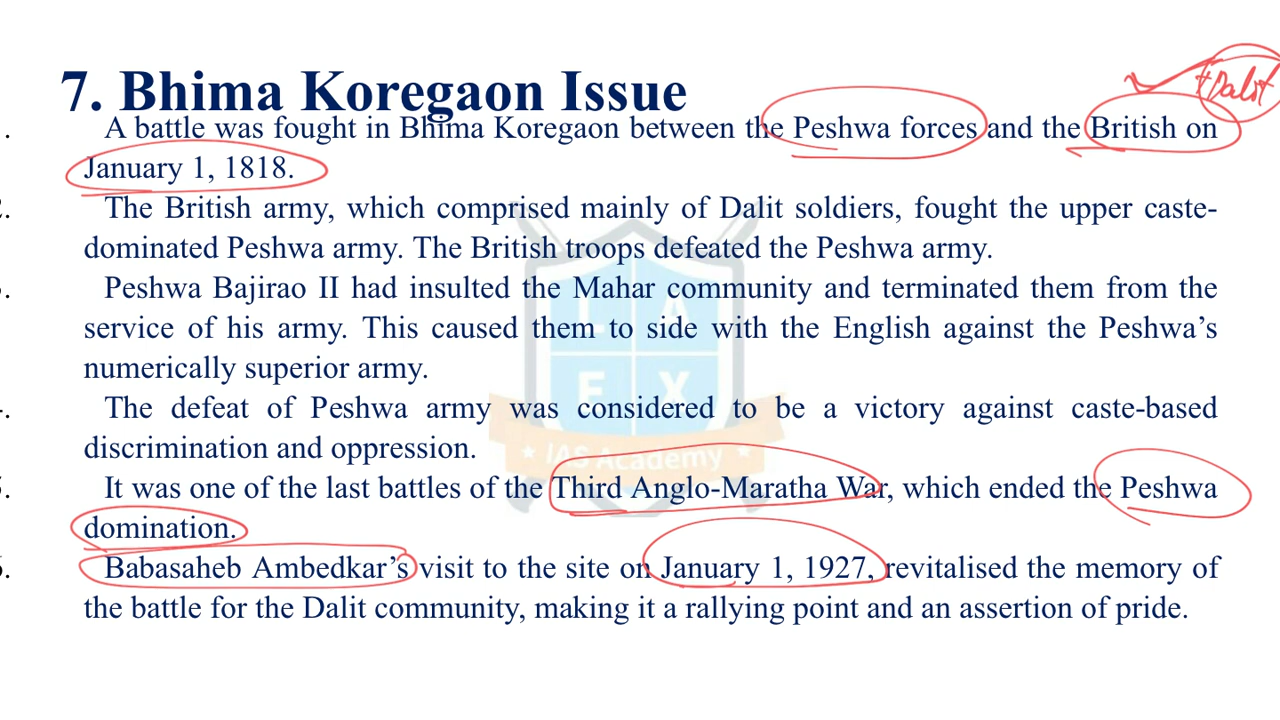 7. Bhima Koregaon Issue
+Dalit
. A battle was fought in Bhima Koregaon between the Peshwa forces and the British on
January 1, 1818.
2. The British army, which comprised mainly of Dalit soldiers, fought the upper caste-
dominated Peshwa army. The British troops defeated the Peshwa army.
. Peshwa Bajirao II had insulted the Mahar community and terminated them from the
service of his army. This caused them to side with the English against the Peshwa’s
numerically superior army.
. The defeat of Peshwa army was considered to be a victory against caste-based
discrimination and oppression.
. It was one of the last battles of the Third Anglo-Maratha War, which ended the Peshwa
domination.
. Babasaheb Ambedkar’s visit to the site on January 1, 1927, revitalised the memory of
the battle for the Dalit community, making it a rallying point and an assertion of pride.
L A
E X
IAS Academy